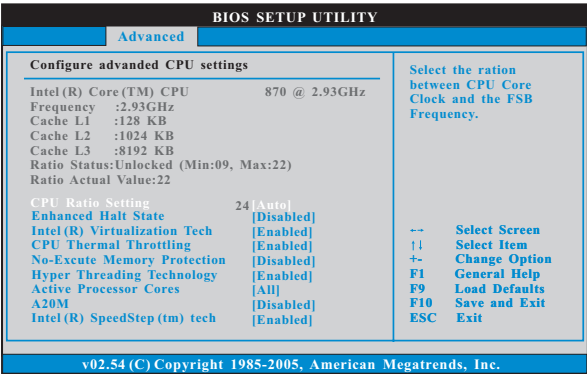 BIOS SETUP UTILITY
Advanced
Configure advanded CPU settings
Intel(R) Core(TM) CPU 870 @ 2.93GHz
Frequency :2.93GHz
Cache L1 :128 KB
Cache L2 :1024 KB
Cache L3 :8192 KB
Ratio Status:Unlocked (Min:09, Max:22)
Ratio Actual Value:22
CPU Ratio Setting 24[Auto]
Enhanced Halt State [Disabled]
Intel(R) Virtualization Tech [Enabled]
CPU Thermal Throttling [Enabled]
No-Excute Memory Protection [Disabled]
Hyper Threading Technology [Enabled]
Active Processor Cores [All]
A20M [Disabled]
Intel(R) SpeedStep(tm) tech [Enabled]
Select the ration
between CPU Core
Clock and the FSB
Frequency.
←→ Select Screen
↑↓ Select Item
+- Change Option
F1 General Help
F9 Load Defaults
F10 Save and Exit
ESC Exit
v02.54 (C) Copyright 1985-2005, American Megatrends, Inc.